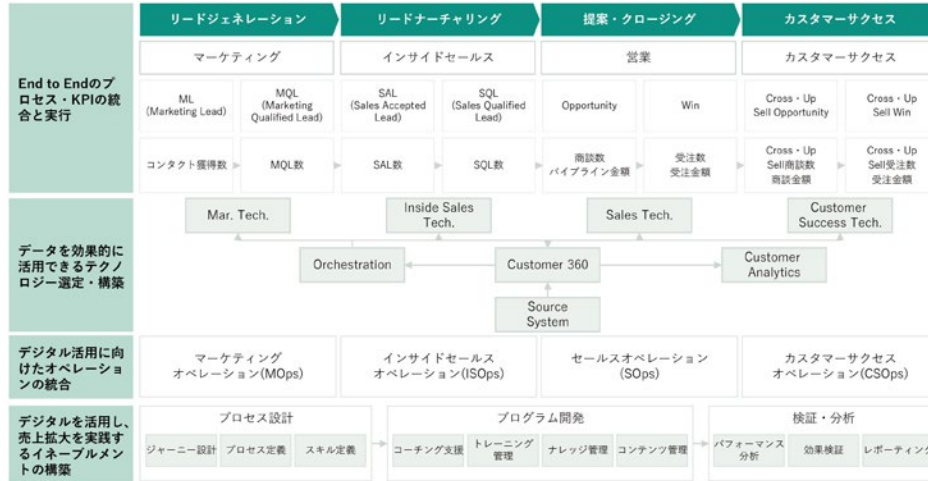 リードジェネレーション
リードナーチャリング
提案・クロージング
カスタマーサクセス
End to Endのプ
ロセス・KPIの統
合と実行
マーケティング
インサイドセールス
営業
カスタマーサクセス
ML
(Marketing Lead)
MQL
(Marketing
Qualified Lead)
SAL
(Sales Accepted
Lead)
SQL
(Sales Qualified
Lead)
Opportunity
Win
Cross・Up
Sell Opportunity
Cross・Up
Sell Win
コンタクト獲得数
MQL数
SAL数
SQL数
商談数
パイプライン金額
受注数
受注金額
Cross・Up
Sell商談数
商談金額
Cross・Up
Sell受注数
受注金額
データを効果的に
活用できるテクノ
ロジー選定・構築
Mar. Tech.
Inside Sales
Tech.
Sales Tech.
Customer
Success Tech.
Orchestration
Customer 360
Customer
Analytics
Source
System
デジタル活用に向
けたオペレーション
の統合
マーケティング
オペレーション(MOps)
インサイドセールス
オペレーション(ISOps)
セールスオペレーション
(SOps)
カスタマーサクセス
オペレーション(CSOps)
デジタルを活用し、
売上拡大を実践す
るイネーブルメント
の構築
プロセス設計
ジャーニー設計
プロセス定義
スキル定義
プログラム開発
コーチング支援
トレーニング
管理
ナレッジ管理
コンテンツ管理
検証・分析
パフォーマンス
分析
効果検証
レポーティング